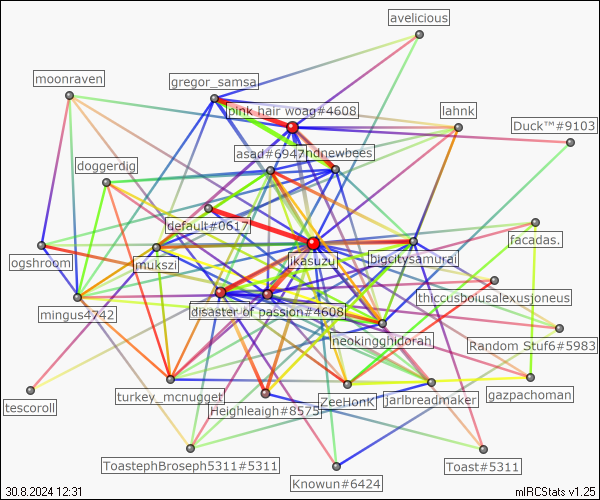 avelicious
moonraven
gregor_samsa
pink hair woag#4608
lahnk
Duck™#9103
asad#6947
ndnewbees
doggerdig
default#0617
facadas.
ogshroom
mukszi
jkasuzu
bigcitysamurai
thiccusboiusalexusjoneus
mingus4742
disaster of passion#4608
neokinghidorah
Random Stuf6#5983
turkey_mcnugget
Heighleaigh#8575
ZeeHonK
jarlbreadmaker
gazpachoman
tescoroll
ToastephBroseph5311#5311
Knowun#6424
Toast#5311
30.8.2024 12:31
mIRCStats v1.25